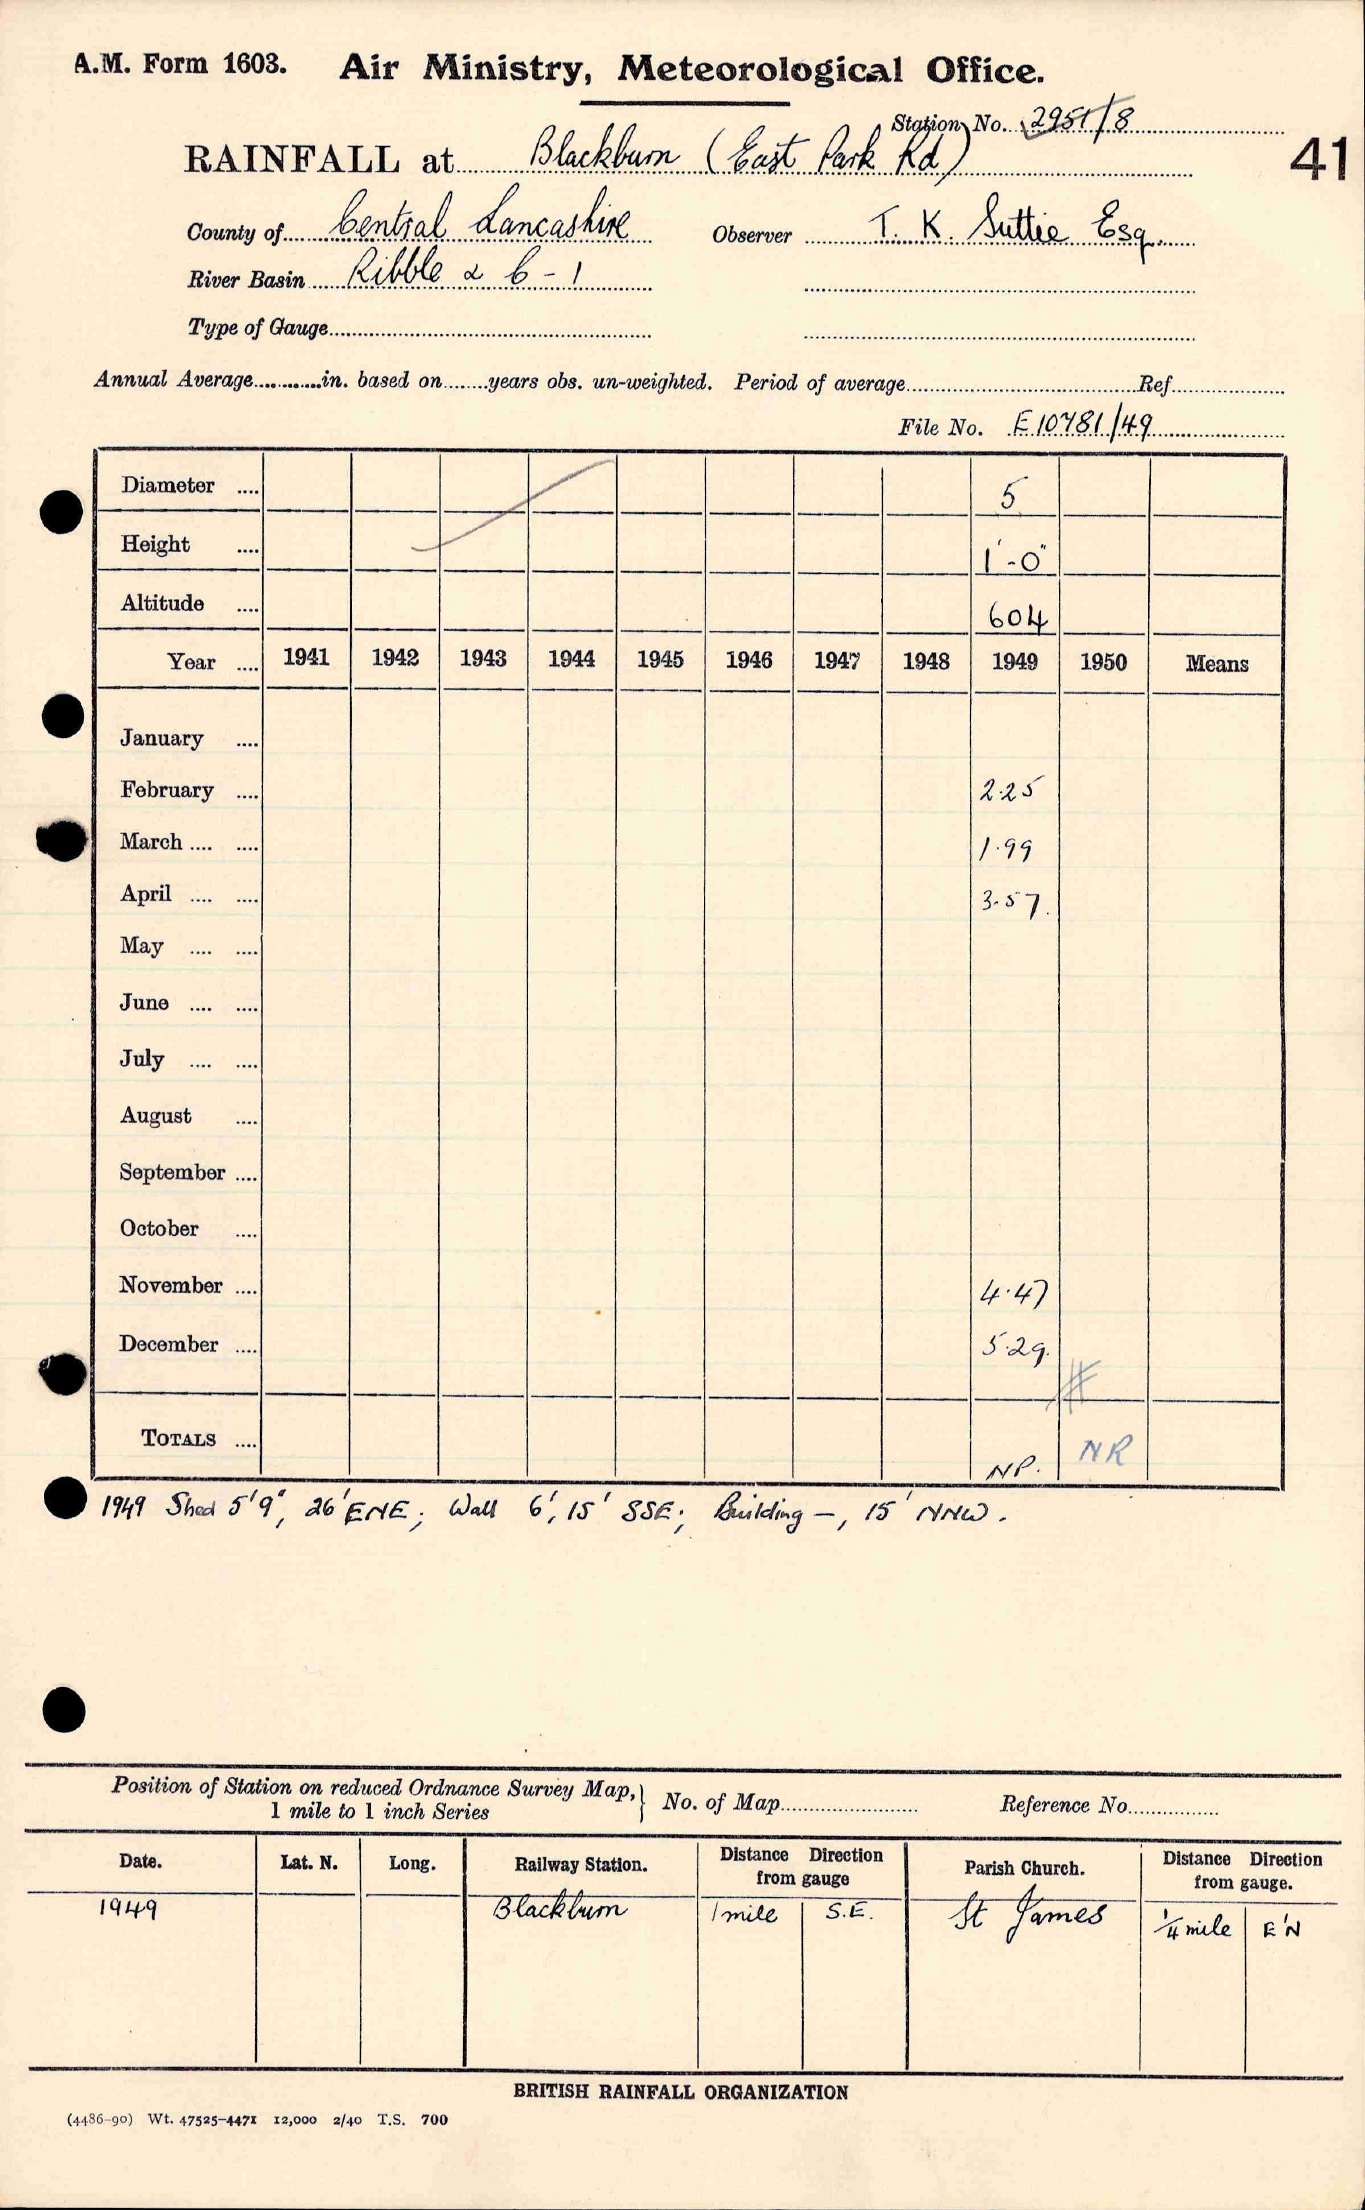 A.M. Form 1603. Air Ministry, Meteorological Office.
Station No. 2951/8
RAINFALL at Blackburn (East Park Rd)
41
County of Central Lancashire Observer T. K. Suttie Esq.
River Basin Ribble & C - 1
Type of Gauge
Annual Average in. based on years obs. un-weighted. Period of average Ref
File No. E10781/49
Diameter .... 5
Height .... 1'-0"
Altitude .... 604
Year .... 1941 1942 1943 1944 1945 1946 1947 1948 1949 1950 Means
January ....
February .... 2.25
March .... .... 1.99
April .... .... 3.57.
May .... ....
June .... ....
July .... ....
August ....
September ....
October ....
November .... 4.47
December .... 5.29.
TOTALS .... NP. NR
1949 Shed 5'9", 26' ENE; Wall 6', 15' SSE; Building —, 15' NNW.
Position of Station on reduced Ordnance Survey Map, No. of Map Reference No.
1 mile to 1 inch Series
Date. Lat. N. Long. Railway Station. Distance Direction from gauge Parish Church. Distance Direction from gauge.
1949 Blackburn 1 mile S.E. St James 1/4 mile E'N
BRITISH RAINFALL ORGANIZATION
(4486-90) Wt. 47525-4471 12,000 2/40 T.S. 700